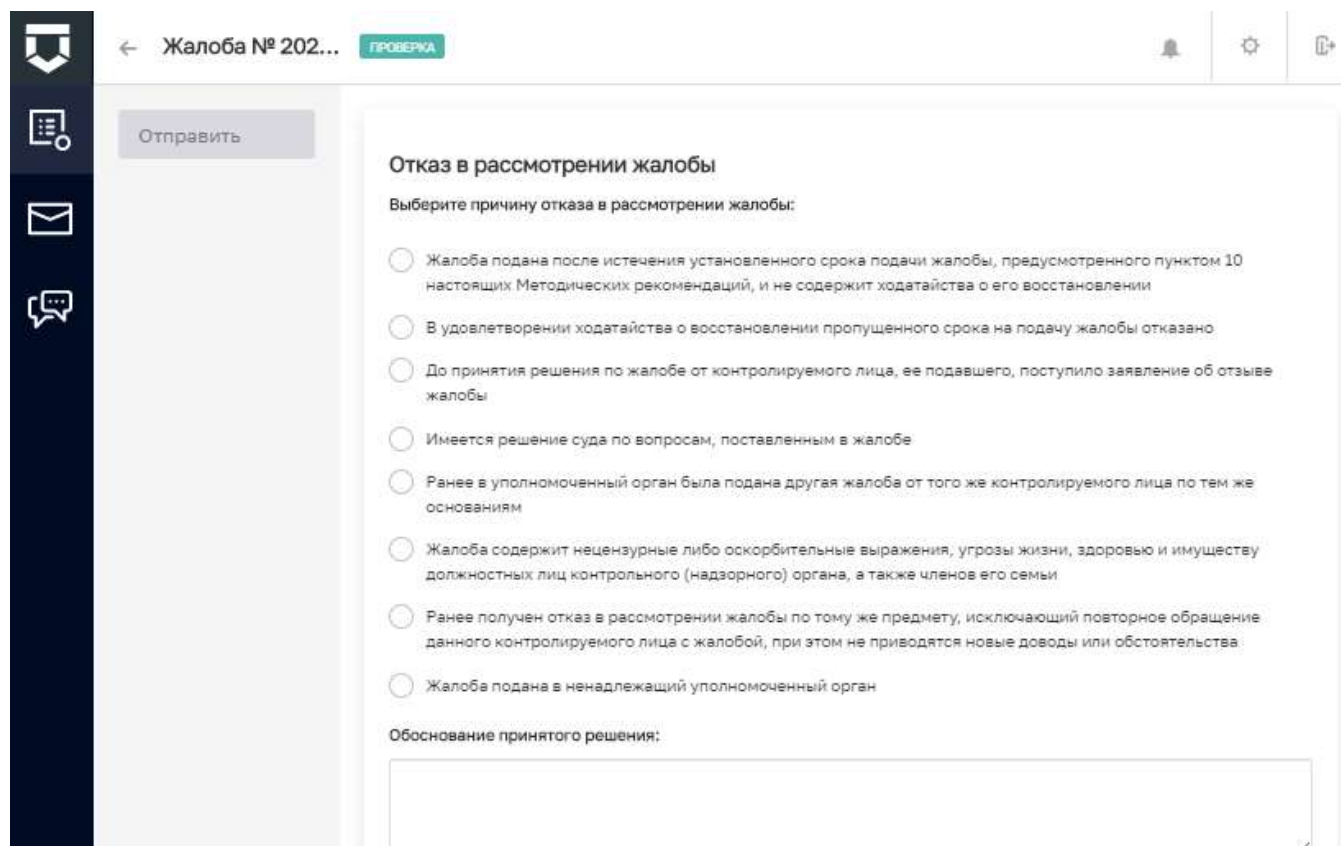 ← Жалоба № 202... ПРОВЕРКА
Отправить
Отказ в рассмотрении жалобы
Выберите причину отказа в рассмотрении жалобы:
Жалоба подана после истечения установленного срока подачи жалобы, предусмотренного пунктом 10
настоящих Методических рекомендаций, и не содержит ходатайства о его восстановлении
В удовлетворении ходатайства о восстановлении пропущенного срока на подачу жалобы отказано
До принятия решения по жалобе от контролируемого лица, ее подавшего, поступило заявление об отзыве
жалобы
Имеется решение суда по вопросам, поставленным в жалобе
Ранее в уполномоченный орган была подана другая жалоба от того же контролируемого лица по тем же
основаниям
Жалоба содержит нецензурные либо оскорбительные выражения, угрозы жизни, здоровью и имуществу
должностных лиц контрольного (надзорного) органа, а также членов его семьи
Ранее получен отказ в рассмотрении жалобы по тому же предмету, исключающий повторное обращение
данного контролируемого лица с жалобой, при этом не приводятся новые доводы или обстоятельства
Жалоба подана в ненадлежащий уполномоченный орган
Обоснование принятого решения: